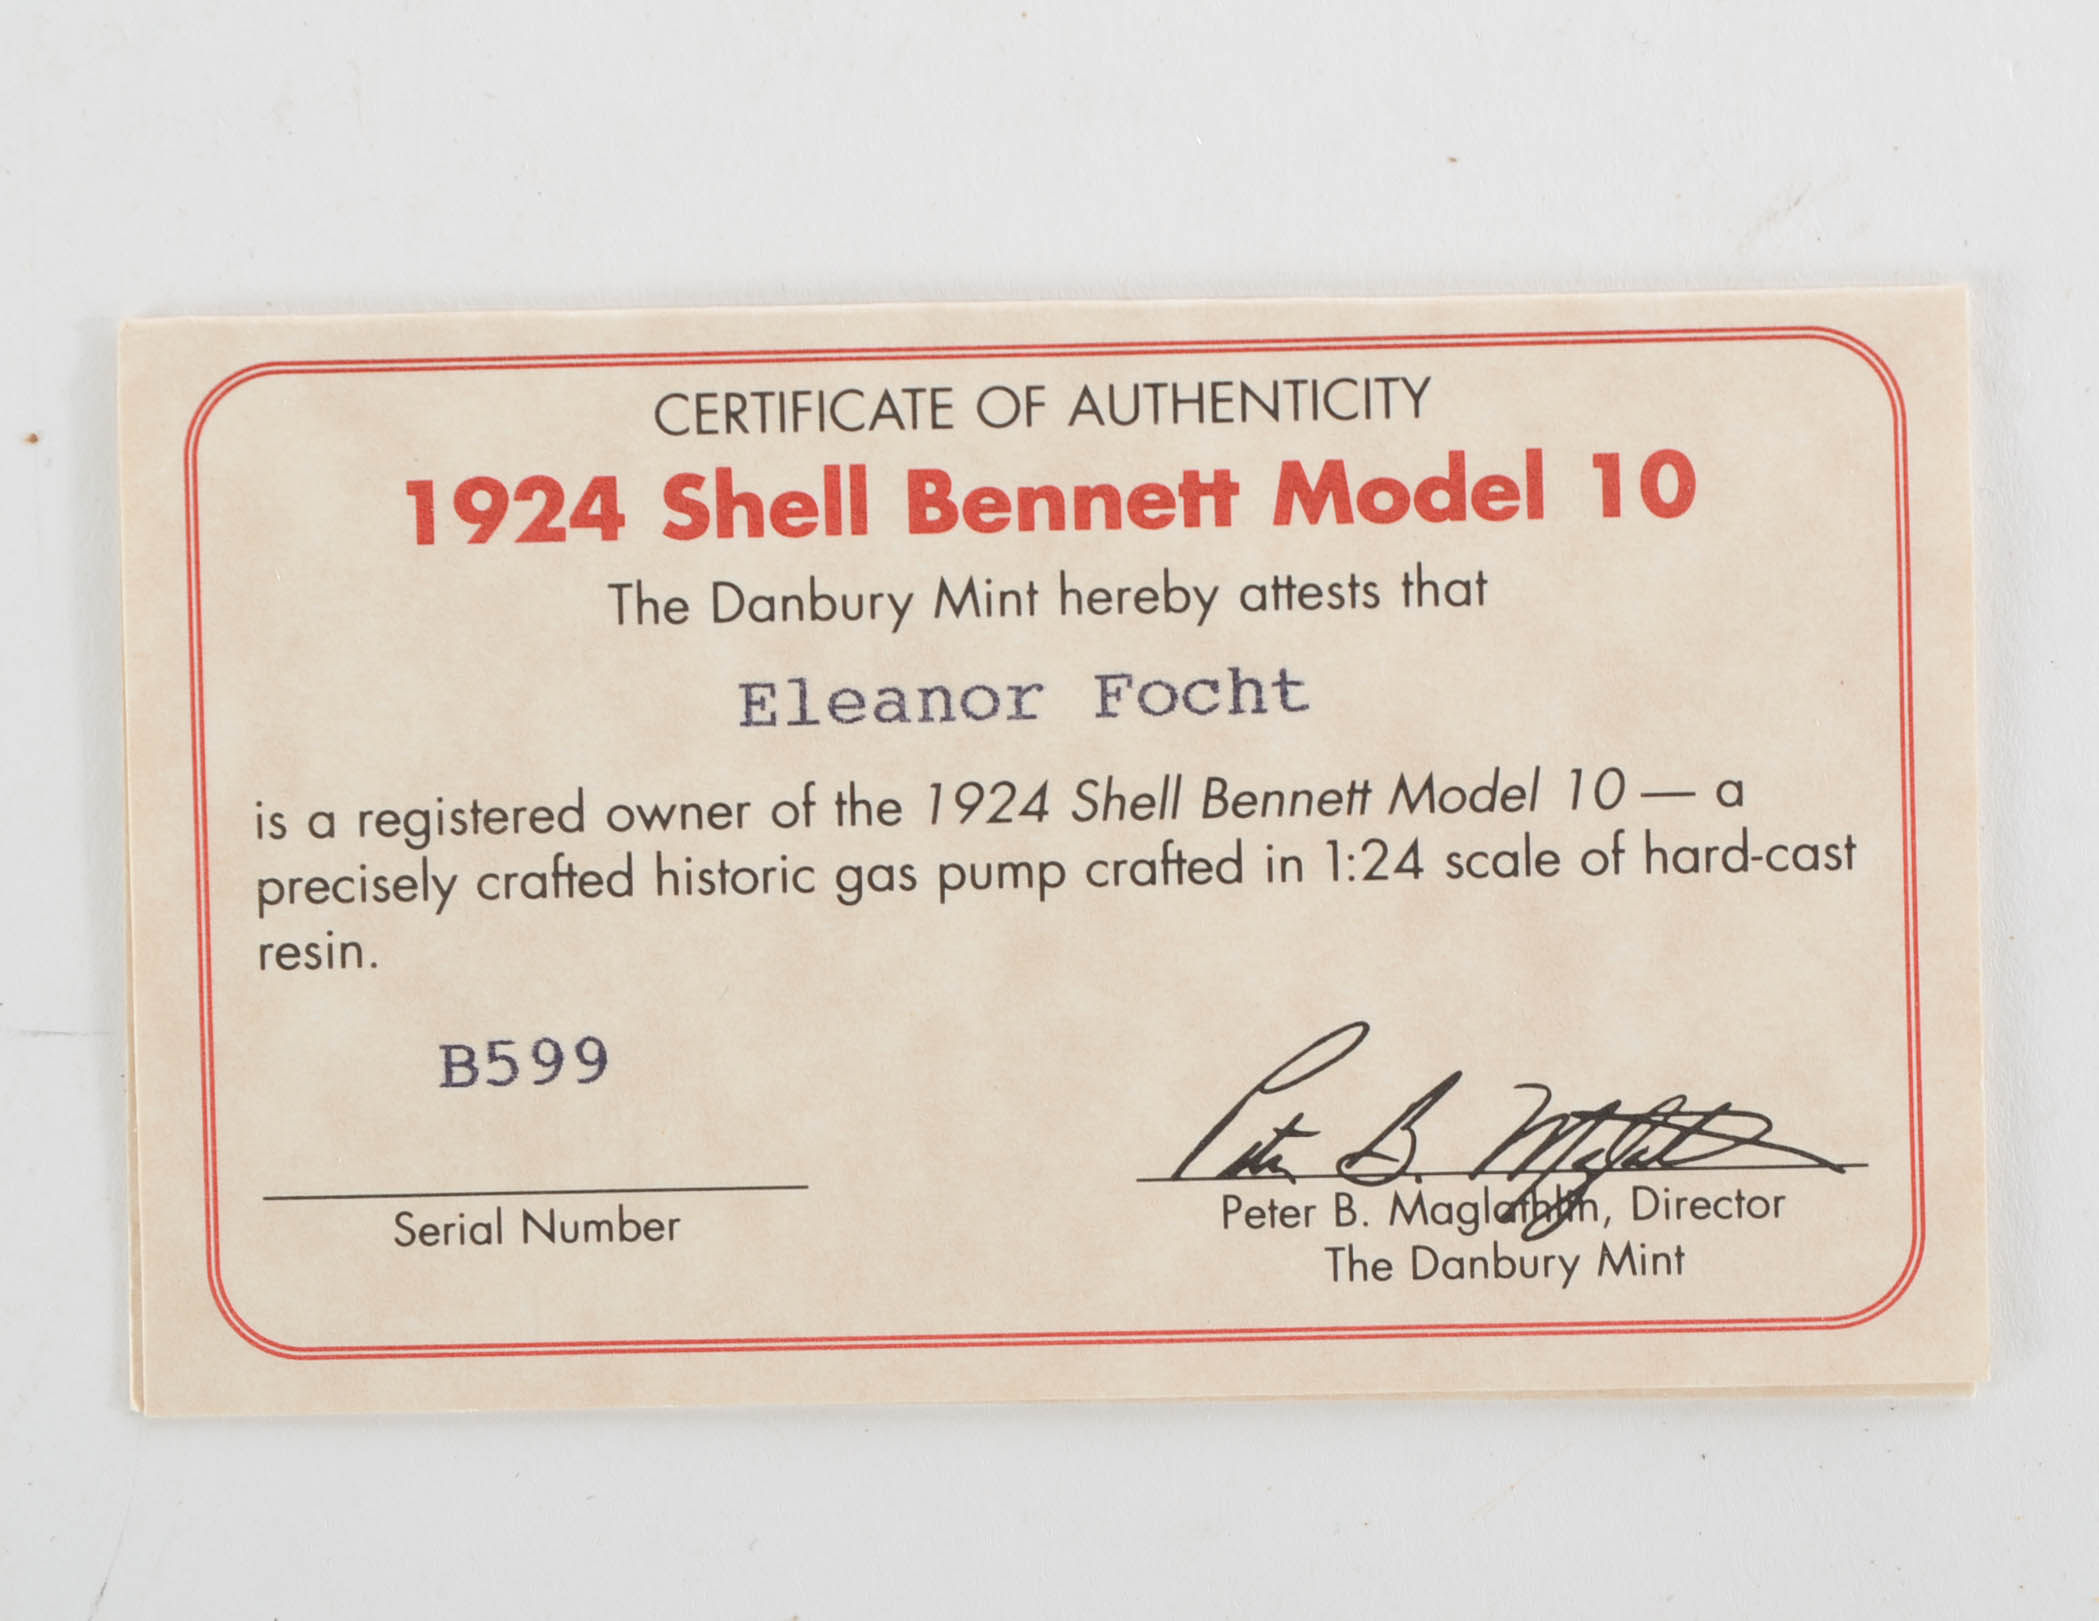 CERTIFICATE OF AUTHENTICITY
1924 Shell Bennett Model 10
The Danbury Mint hereby attests that
Eleanor Focht
is a registered owner of the 1924 Shell Bennett Model 10 — a
precisely crafted historic gas pump crafted in 1:24 scale of hard-cast
resin.
B599
Serial Number
Peter B. Maglathlin
Peter B. Maglathlin, Director
The Danbury Mint